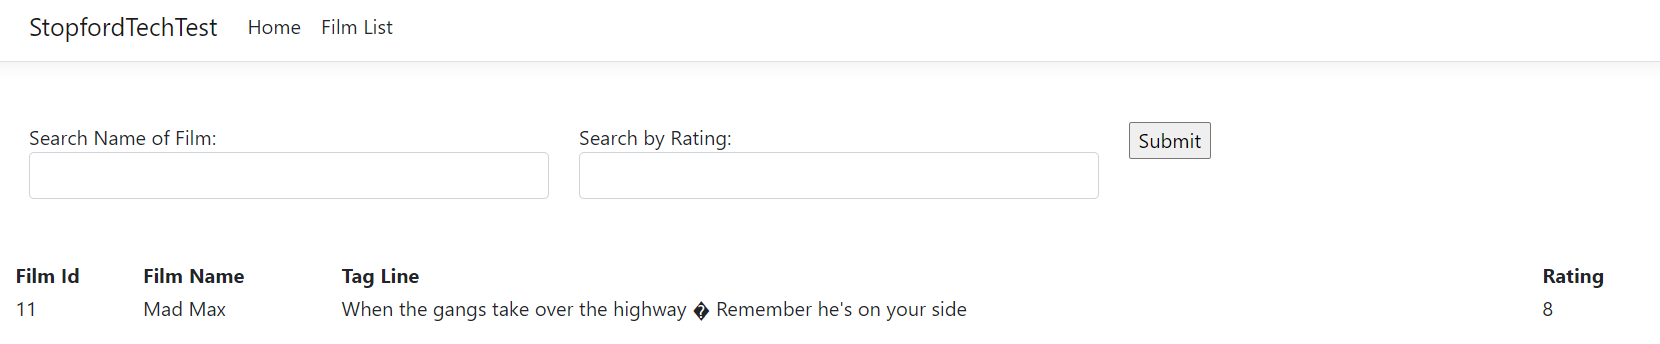 StopfordTechTest Home Film List
Search Name of Film: Search by Rating: Submit
Film Id Film Name Tag Line Rating
11 Mad Max When the gangs take over the highway � Remember he's on your side 8